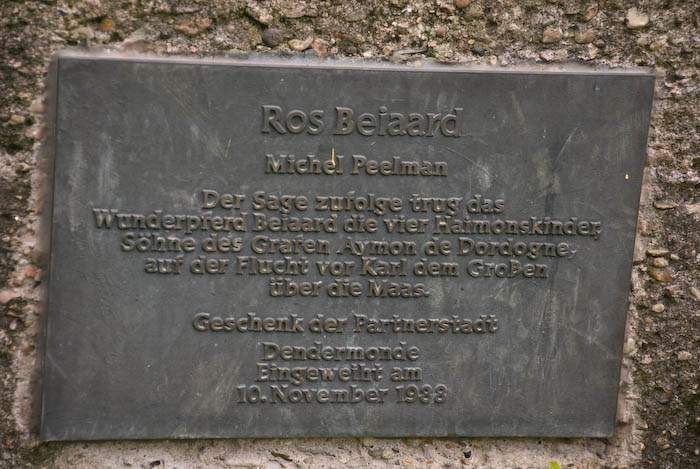 Ros Beiaard
Michel Peelman
Der Sage zufolge trug das
Wunderpferd Beiaard die vier Haimonskinder,
Söhne des Grafen Aymon de Dordogne,
auf der Flucht vor Karl dem Großen
über die Maas.
Geschenk der Partnerstadt
Dendermonde
Eingeweiht am
10. November 1988